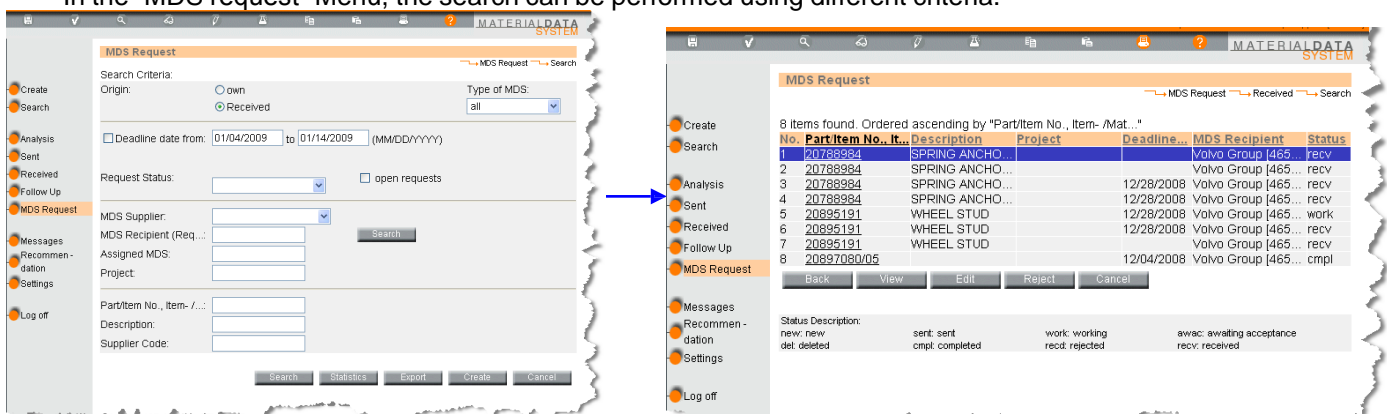 In the "MDS request" Menu, the search can be performed using different criteria.
MATERIALDATA
SYSTEM
MDS Request
MDS Request Search
Search Criteria:
Create
Search
Analysis
Sent
Received
Follow Up
MDS Request
Messages
Recommen -
dation
Settings
Log off
Origin:
own
Received
Type of MDS:
all
Deadline date from: 01/04/2009 to 01/14/2009 (MM/DD/YYYY)
Request Status:
open requests
MDS Supplier:
MDS Recipient (Req...:
Search
Assigned MDS:
Project:
Part/Item No., Item- /...:
Description:
Supplier Code:
Search Statistics Export Create Cancel
MATERIALDATA
SYSTEM
MDS Request
MDS Request Received Search
Create
Search
Analysis
Sent
Received
Follow Up
MDS Request
Messages
Recommen -
dation
Settings
Log off
8 items found. Ordered ascending by "Part/Item No., Item- /Mat..."
No. Part/Item No., It... Description Project Deadline... MDS Recipient Status
1 20788984 SPRING ANCHO... Volvo Group [465... recv
2 20788984 SPRING ANCHO... Volvo Group [465... recv
3 20788984 SPRING ANCHO... 12/28/2008 Volvo Group [465... recv
4 20788984 SPRING ANCHO... 12/28/2008 Volvo Group [465... recv
5 20895191 WHEEL STUD 12/28/2008 Volvo Group [465... work
6 20895191 WHEEL STUD 12/28/2008 Volvo Group [465... recv
7 20895191 WHEEL STUD Volvo Group [465... recv
8 20897080/05 12/04/2008 Volvo Group [465... cmpl
Back View Edit Reject Cancel
Status Description:
new: new sent: sent work: working awac: awaiting acceptance
del: deleted cmpl: completed recd: rejected recv: received